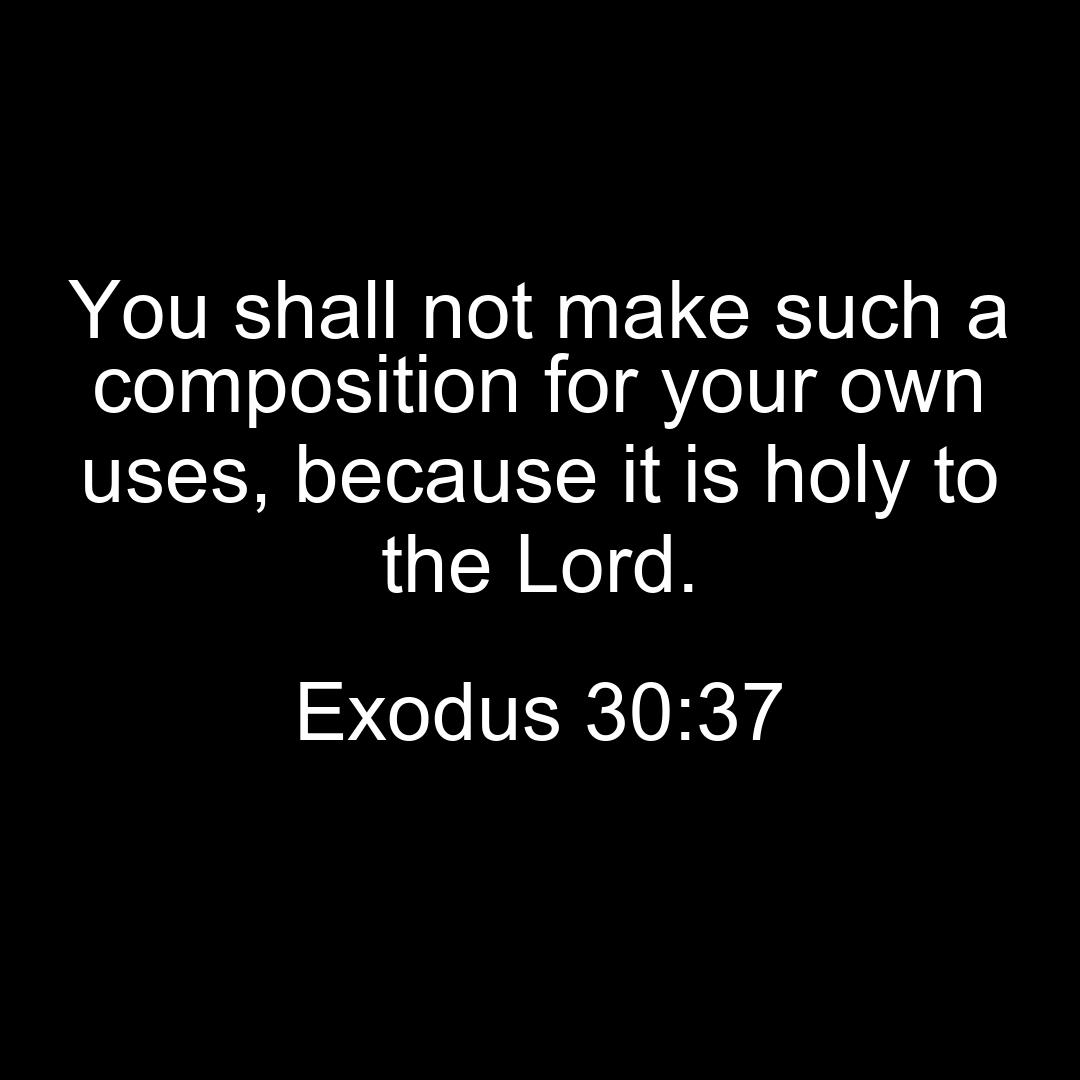 You shall not make such a
composition for your own
uses, because it is holy to
the Lord.
Exodus 30:37